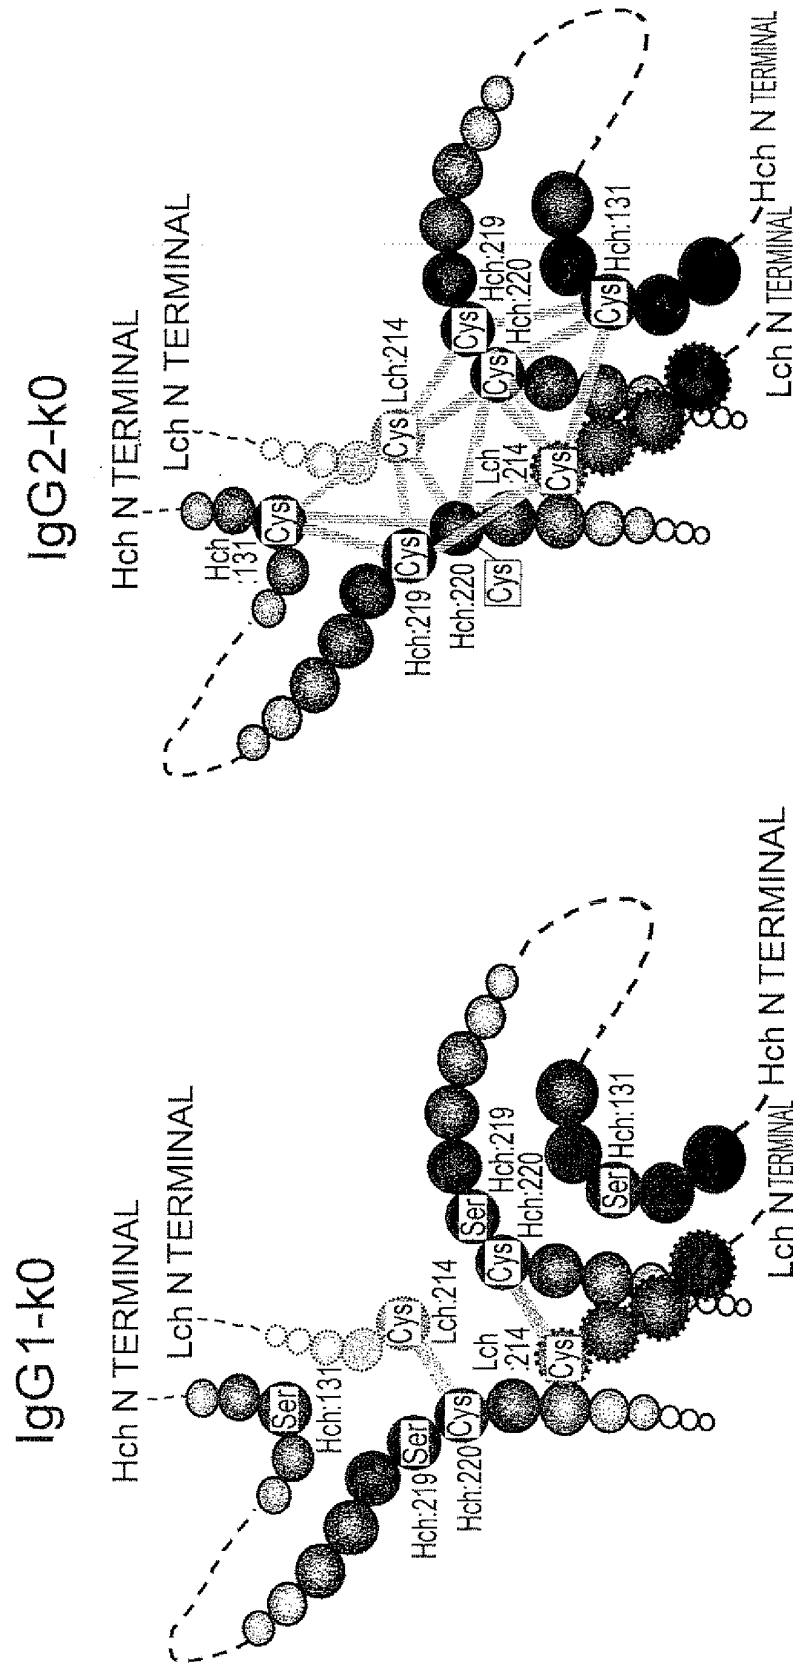 IgG1-k0
Hch N TERMINAL
Lch N TERMINAL
Ser
Hch:131
Cys
Lch:214
Hch:219
Ser
Hch:220
Cys
Lch
:214
Cys
Ser
Hch:219
Cys
Hch:220
Ser
Hch:131
Lch N TERMINAL
Hch N TERMINAL
IgG2-k0
Hch N TERMINAL
Lch N TERMINAL
Hch
:131
Cys
Cys
Lch:214
Hch:219
Cys
Hch:220
Cys
Lch
:214
Cys
Cys
Hch:219
Cys
Hch:220
Cys
Hch:131
Lch N TERMINAL
Hch N TERMINAL